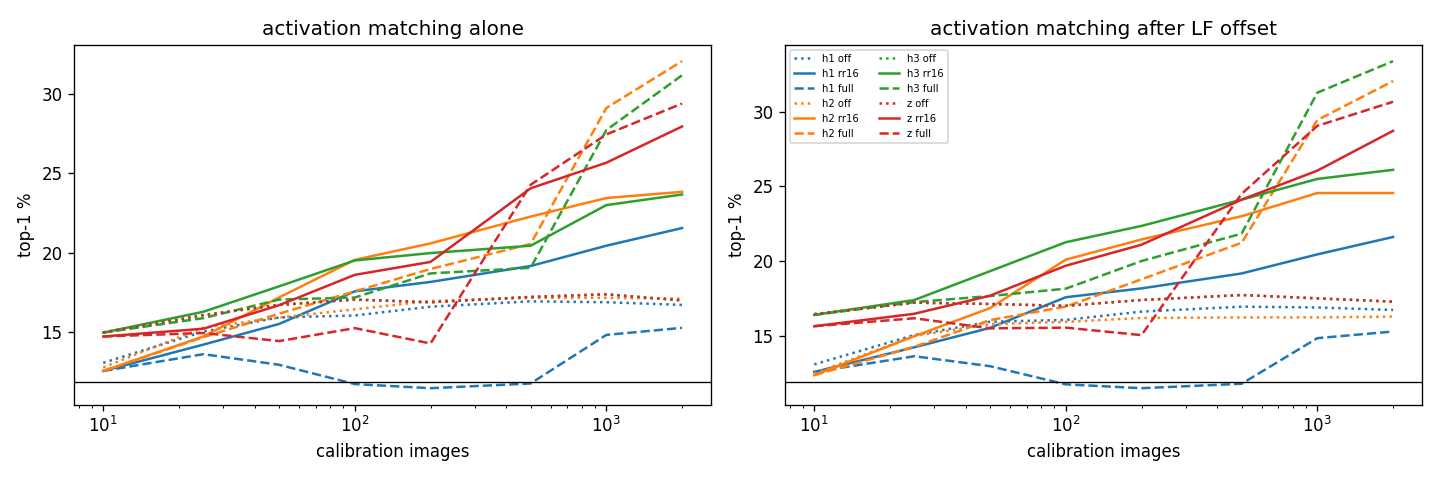 activation matching alone
top-1 %
30
25
20
15
10¹
10²
10³
calibration images
activation matching after LF offset
h1 off
h1 rr16
h1 full
h2 off
h2 rr16
h2 full
h3 off
h3 rr16
h3 full
z off
z rr16
z full
top-1 %
30
25
20
15
10¹
10²
10³
calibration images